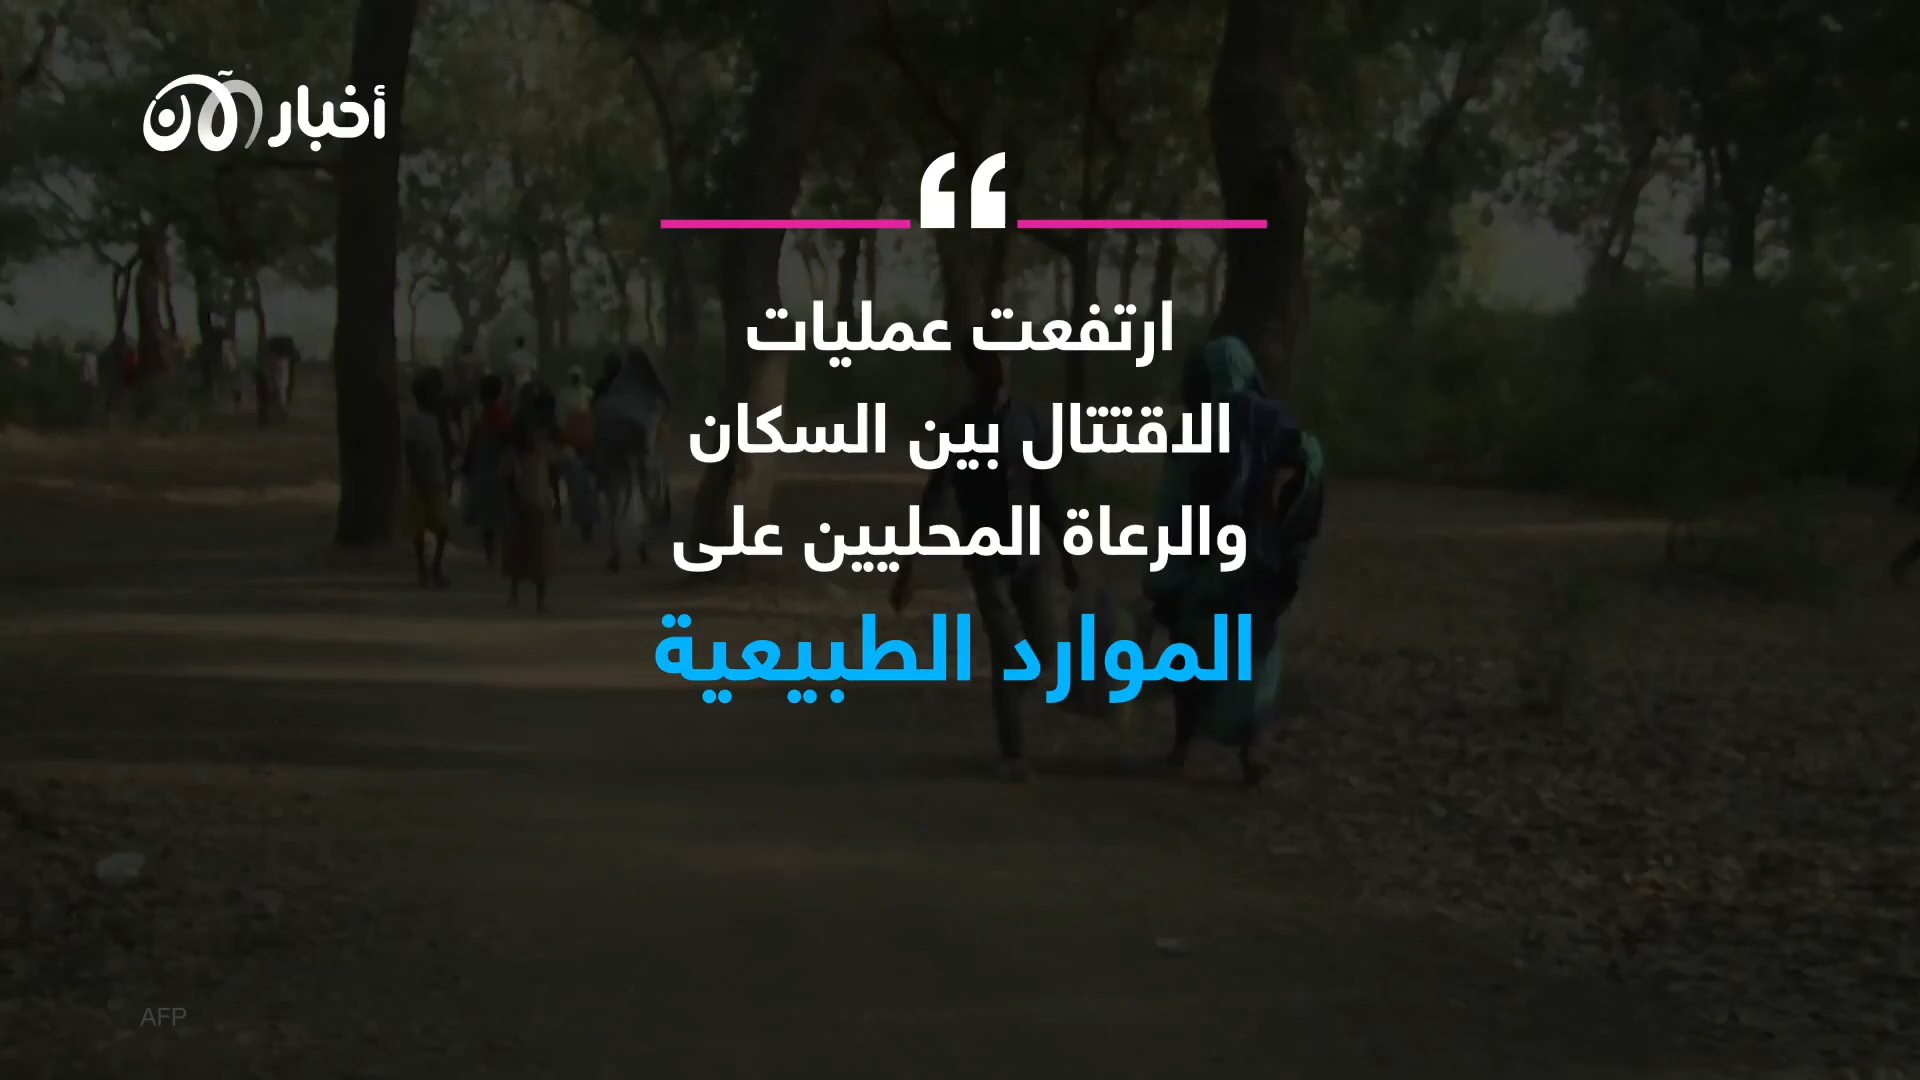 أخبار الآن
ارتفعت عمليات
الاقتتال بين السكان
والرعاة المحليين على
الموارد الطبيعية
AFP